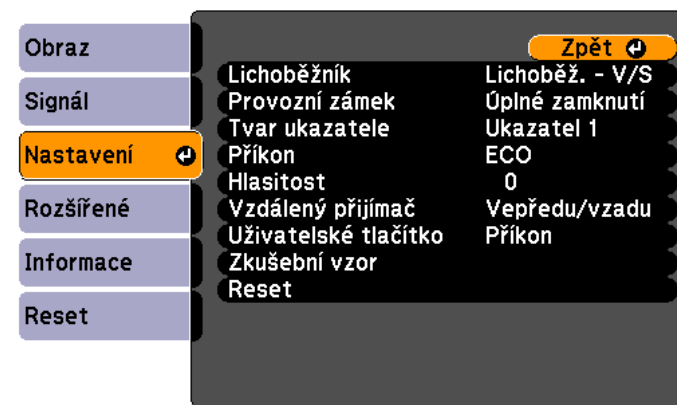 Obraz
Signál
Nastavení
Rozšířené
Informace
Reset
Zpět
Lichoběžník Lichoběž. - V/S
Provozní zámek Úplné zamknutí
Tvar ukazatele Ukazatel 1
Příkon ECO
Hlasitost 0
Vzdálený přijímač Vepředu/vzadu
Uživatelské tlačítko Příkon
Zkušební vzor
Reset